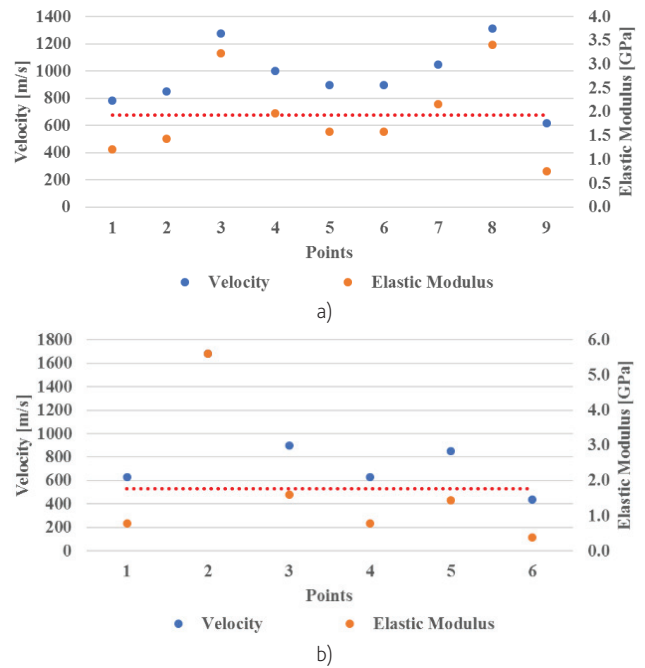 1400
1200
1000
800
600
400
200
0
Velocity [m/s]
4.0
3.5
3.0
2.5
2.0
1.5
1.0
0.5
0.0
Elastic Modulus [GPa]
1 2 3 4 5 6 7 8 9
Points
Velocity Elastic Modulus
a)
1800
1600
1400
1200
1000
800
600
400
200
0
Velocity [m/s]
6.0
5.0
4.0
3.0
2.0
1.0
0.0
Elastic Modulus [GPa]
1 2 3 4 5 6
Points
Velocity Elastic Modulus
b)